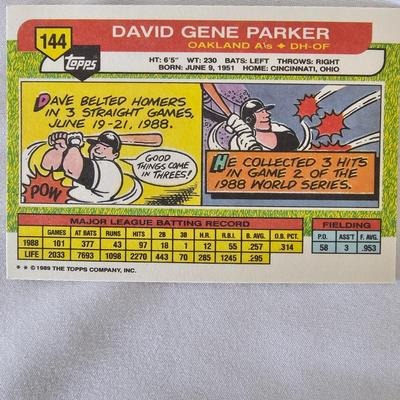 144
topps
DAVID GENE PARKER
OAKLAND A's ♦ DH-OF
HT: 6'5" WT: 230 BATS: LEFT THROWS: RIGHT
BORN: JUNE 9, 1951 HOME: CINCINNATI, OHIO
DAVE BELTED HOMERS
IN 3 STRAIGHT GAMES,
JUNE 19-21, 1988.
GOOD
THINGS COME
IN THREES!
POW
HE COLLECTED 3 HITS
IN GAME 2 OF THE
1988 WORLD SERIES.
MAJOR LEAGUE BATTING RECORD
GAMES AT BATS RUNS HITS 2B 3B H.R. R.B.I. B. AVG. O.B. PCT.
1988 101 377 43 97 18 1 12 55 .257 .314
LIFE 2033 7693 1098 2270 443 70 285 1245 .295
FIELDING
P.O. ASS'T F. AVG.
58 3 .953
* * ©1989 THE TOPPS COMPANY, INC.